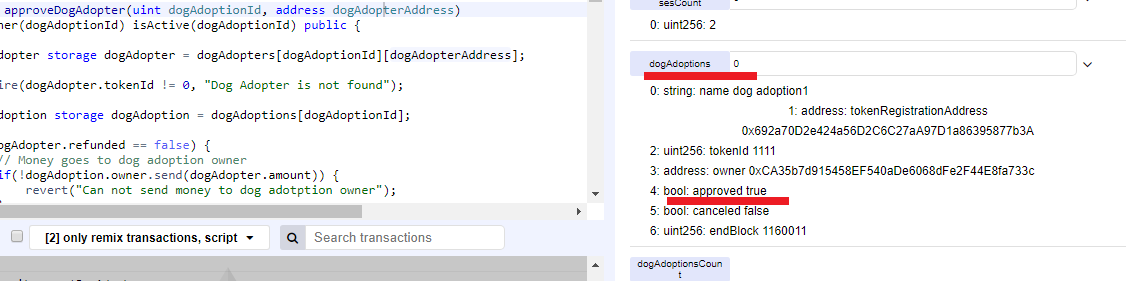 approveDogAdopter(uint dogAdoptionId, address dogAdopterAddress)
ner(dogAdoptionId) isActive(dogAdoptionId) public {
dopter storage dogAdopter = dogAdopters[dogAdoptionId][dogAdopterAddress];
ire(dogAdopter.tokenId != 0, "Dog Adopter is not found");
doption storage dogAdoption = dogAdoptions[dogAdoptionId];
ogAdopter.refunded == false) {
// Money goes to dog adoption owner
if(!dogAdoption.owner.send(dogAdopter.amount)) {
revert("Can not send money to dog adotption owner");
[2] only remix transactions, script
Search transactions
sesCount
0: uint256: 2
dogAdoptions 0
0: string: name dog adoption1
1: address: tokenRegistrationAddress
0x692a70D2e424a56D2C6C27aA97D1a86395877b3A
2: uint256: tokenId 1111
3: address: owner 0xCA35b7d915458EF540aDe6068dFe2F44E8fa733c
4: bool: approved true
5: bool: canceled false
6: uint256: endBlock 1160011
dogAdoptionsCoun
t